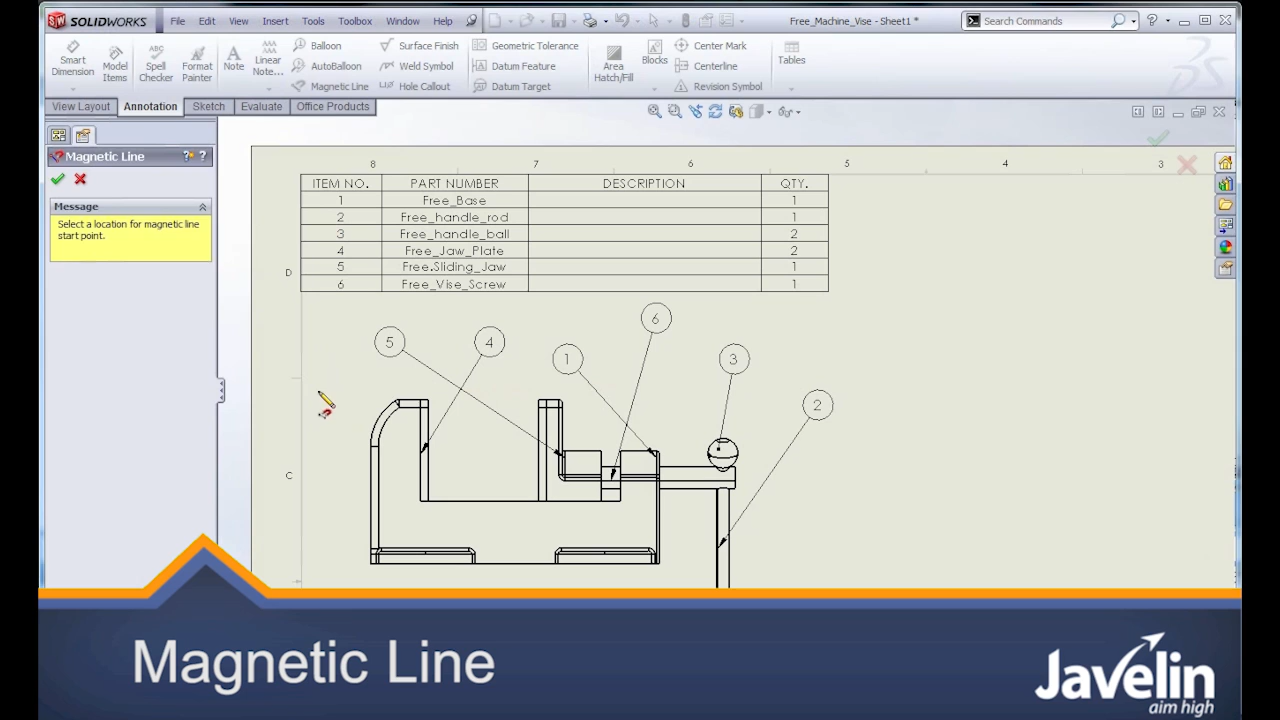 SOLIDWORKS File Edit View Insert Tools Toolbox Window Help Free_Machine_Vise - Sheet1 * Search Commands ?
Smart Dimension
Model Items
Spell Checker
Format Painter
Note
Linear Note...
Balloon
AutoBalloon
Magnetic Line
Surface Finish
Weld Symbol
Hole Callout
Geometric Tolerance
Datum Feature
Datum Target
Area Hatch/Fill
Blocks
Center Mark
Centerline
Revision Symbol
Tables
View Layout Annotation Sketch Evaluate Office Products
Magnetic Line ? ?
Message
Select a location for magnetic line
start point.
8 7 6 5 4 3
ITEM NO. PART NUMBER DESCRIPTION QTY.
1 Free_Base 1
2 Free_handle_rod 1
3 Free_handle_ball 2
4 Free_Jaw_Plate 2
5 Free.Sliding_Jaw 1
6 Free_Vise_Screw 1
D
6
5 4 1 3
2
C
Magnetic Line
Javelin
aim high